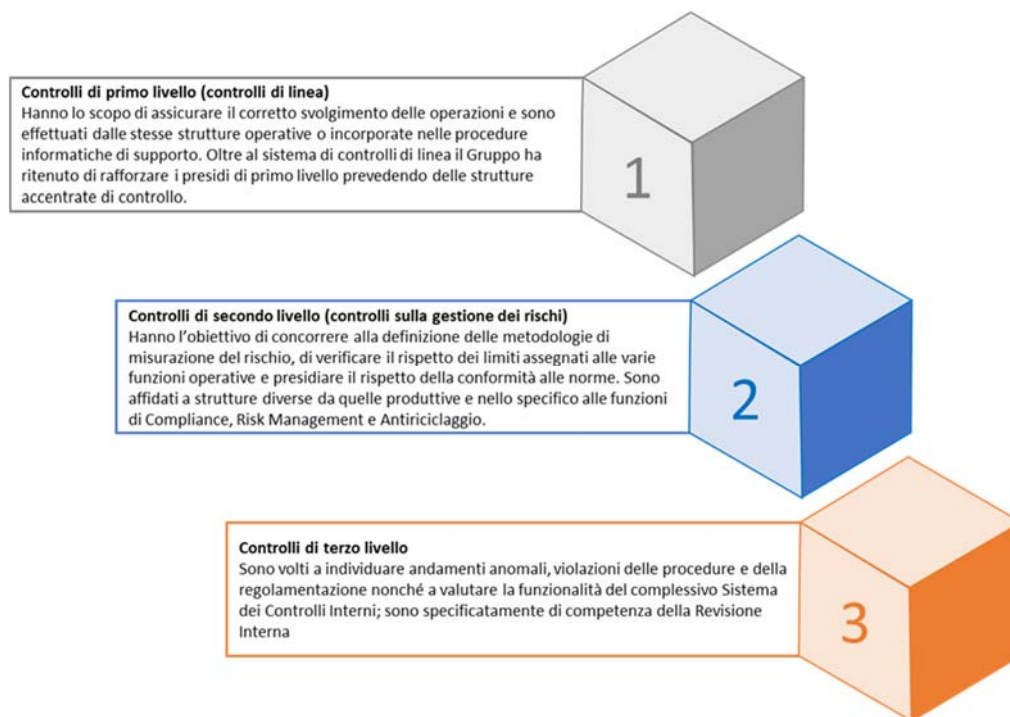 Controlli di primo livello (controlli di linea)
Hanno lo scopo di assicurare il corretto svolgimento delle operazioni e sono
effettuati dalle stesse strutture operative o incorporate nelle procedure
informatiche di supporto. Oltre al sistema di controlli di linea il Gruppo ha
ritenuto di rafforzare i presidi di primo livello prevedendo delle strutture
accentrate di controllo.
1
Controlli di secondo livello (controlli sulla gestione dei rischi)
Hanno l'obiettivo di concorrere alla definizione delle metodologie di
misurazione del rischio, di verificare il rispetto dei limiti assegnati alle varie
funzioni operative e presidiare il rispetto della conformità alle norme. Sono
affidati a strutture diverse da quelle produttive e nello specifico alle funzioni
di Compliance, Risk Management e Antiriciclaggio.
2
Controlli di terzo livello
Sono volti a individuare andamenti anomali, violazioni delle procedure e della
regolamentazione nonché a valutare la funzionalità del complessivo Sistema
dei Controlli Interni; sono specificatamente di competenza della Revisione
Interna
3